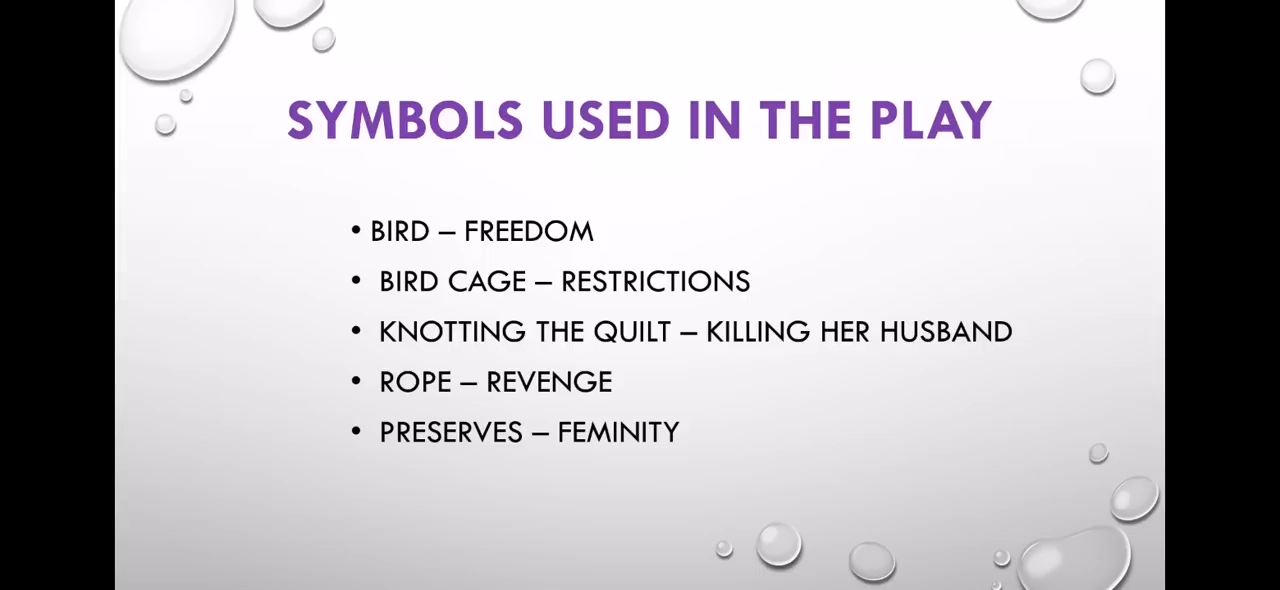 SYMBOLS USED IN THE PLAY
• BIRD – FREEDOM
• BIRD CAGE – RESTRICTIONS
• KNOTTING THE QUILT – KILLING HER HUSBAND
• ROPE – REVENGE
• PRESERVES – FEMINITY